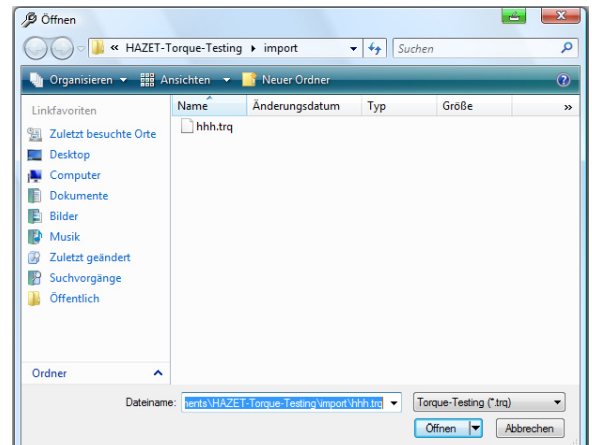 Öffnen
« HAZET-Torque-Testing import
Suchen
Organisieren Ansichten Neuer Ordner
Linkfavoriten
Name Änderungsdatum Typ Größe »
Zuletzt besuchte Orte
hhh.trq
Desktop
Computer
Dokumente
Bilder
Musik
Zuletzt geändert
Suchvorgänge
Öffentlich
Ordner
Dateiname: nents\HAZET-Torque-Testing\import\hhh.trq Torque-Testing (*.trq)
Öffnen Abbrechen